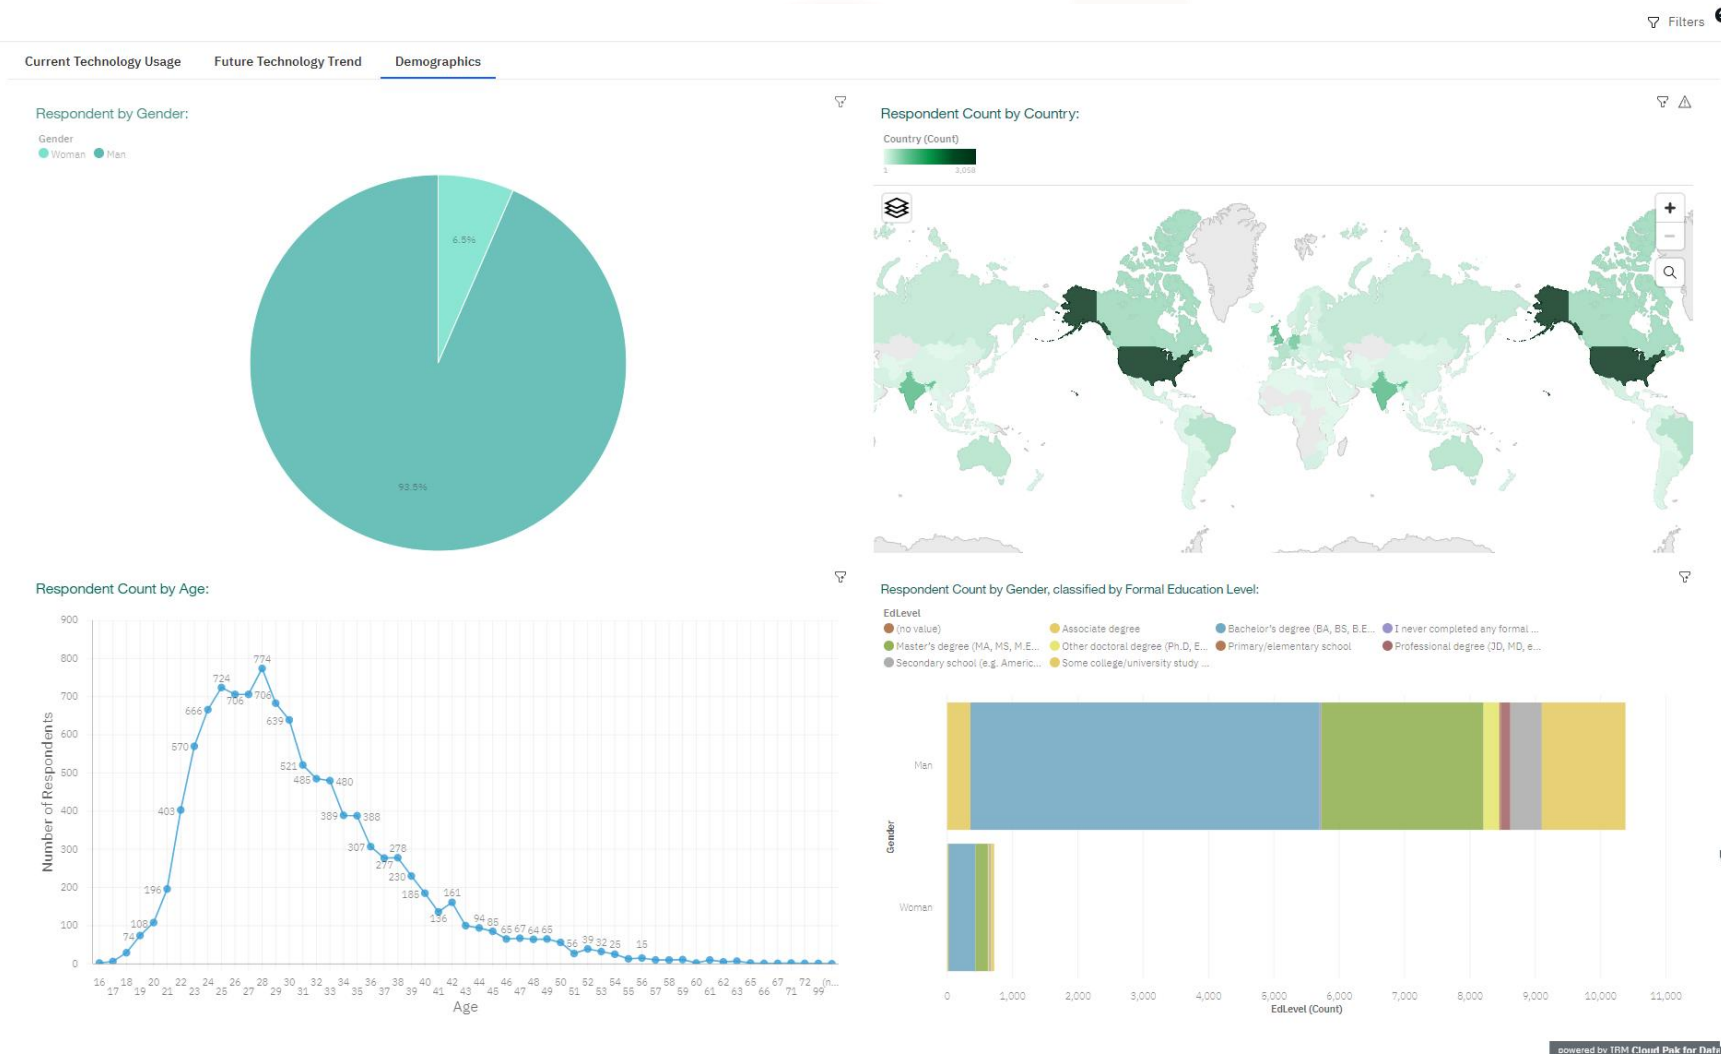 Filters
Current Technology Usage Future Technology Trend Demographics
Respondent by Gender:
Gender
Woman Man
6.5%
93.5%
Respondent Count by Country:
Country (Count)
1 3,058
Respondent Count by Age:
900
800
700
600
500
400
300
200
100
0
Number of Respondents
774
724
706
706
666
639
570
521
485
480
403
389
388
307
278
277
230
196
185
161
136
108
74
94
85
65 67 64 65
56
39 32 25
15
16 18 20 22 24 26 28 30 32 34 36 38 40 42 44 46 48 50 52 54 56 58 60 62 65 67 72 (n...
17 19 21 23 25 27 29 31 33 35 37 39 41 43 45 47 49 51 53 55 57 59 61 63 66 71 99
Age
Respondent Count by Gender, classified by Formal Education Level:
EdLevel
(no value) Associate degree Bachelor's degree (BA, BS, B.E... I never completed any formal ...
Master's degree (MA, MS, M.E... Other doctoral degree (Ph.D, E... Primary/elementary school Professional degree (JD, MD, e...
Secondary school (e.g. Americ... Some college/university study ...
Gender
Man
Woman
0 1,000 2,000 3,000 4,000 5,000 6,000 7,000 8,000 9,000 10,000 11,000
EdLevel (Count)
powered by IBM Cloud Pak for Data